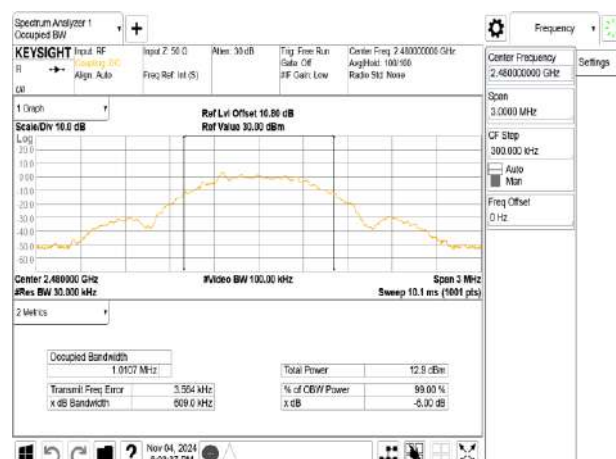 Spectrum Analyzer 1
Occupied BW
Frequency
KEYSIGHT
Input: RF
Coupling: DC
Align: Auto
Input Z: 50 Ω
Freq Ref: Int (S)
Atten: 30 dB
Trig: Free Run
Gate: Off
#IF Gain: Low
Center Freq: 2.480000000 GHz
Avg|Hold: 100/100
Radio Std: None
Center Frequency
2.480000000 GHz
Settings
Span
3.0000 MHz
CF Step
300.000 kHz
Auto
Man
Freq Offset
0 Hz
1 Graph
Scale/Div 10.0 dB
Ref Lvl Offset 10.80 dB
Ref Value 30.00 dBm
Log
20.0
10.0
0.00
-10.0
-20.0
-30.0
-40.0
-50.0
-60.0
Center 2.480000 GHz
#Res BW 30.000 kHz
#Video BW 100.00 kHz
Span 3 MHz
Sweep 10.1 ms (1001 pts)
2 Metrics
Occupied Bandwidth
1.0107 MHz
Total Power 12.9 dBm
Transmit Freq Error 3.564 kHz
% of OBW Power 99.00 %
x dB Bandwidth 609.0 kHz
x dB -6.00 dB
?
Nov 04, 2024